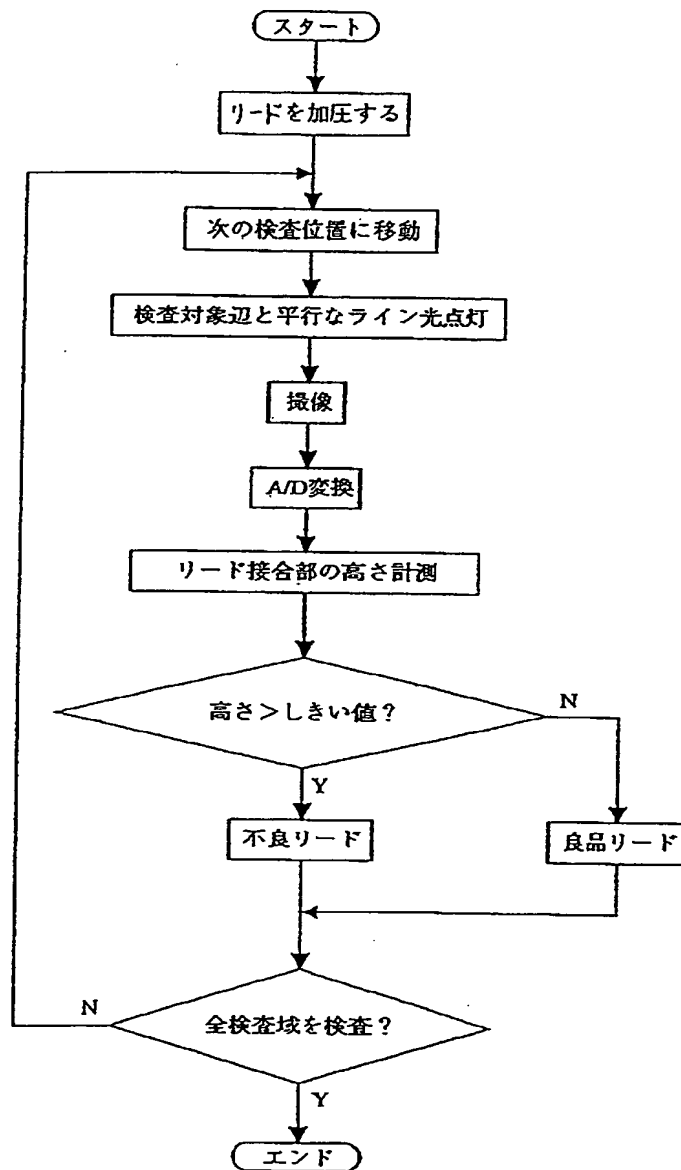 スタート
リードを加圧する
次の検査位置に移動
検査対象辺と平行なライン光点灯
撮像
A/D変換
リード接合部の高さ計測
高さ＞しきい値？
N
Y
不良リード
良品リード
N
全検査域を検査？
Y
エンド